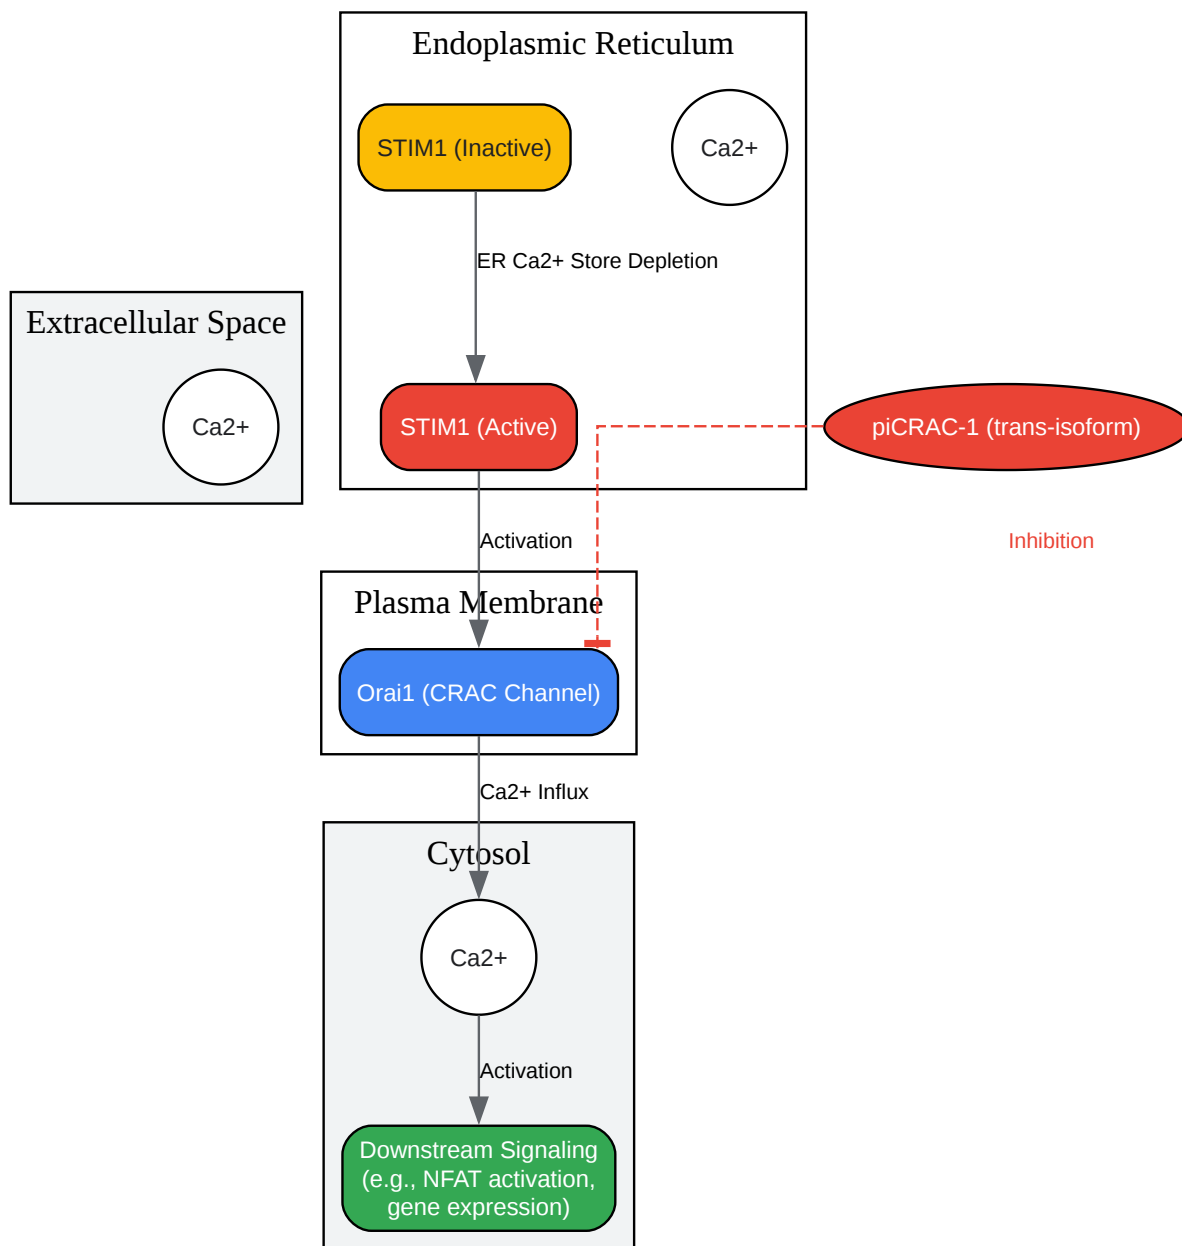 Endoplasmic Reticulum
STIM1 (Inactive)
Ca2+
ER Ca2+ Store Depletion
Extracellular Space
Ca2+
STIM1 (Active)
piCRAC-1 (trans-isoform)
Activation
Inhibition
Plasma Membrane
Orai1 (CRAC Channel)
Ca2+ Influx
Cytosol
Ca2+
Activation
Downstream Signaling
(e.g., NFAT activation,
gene expression)